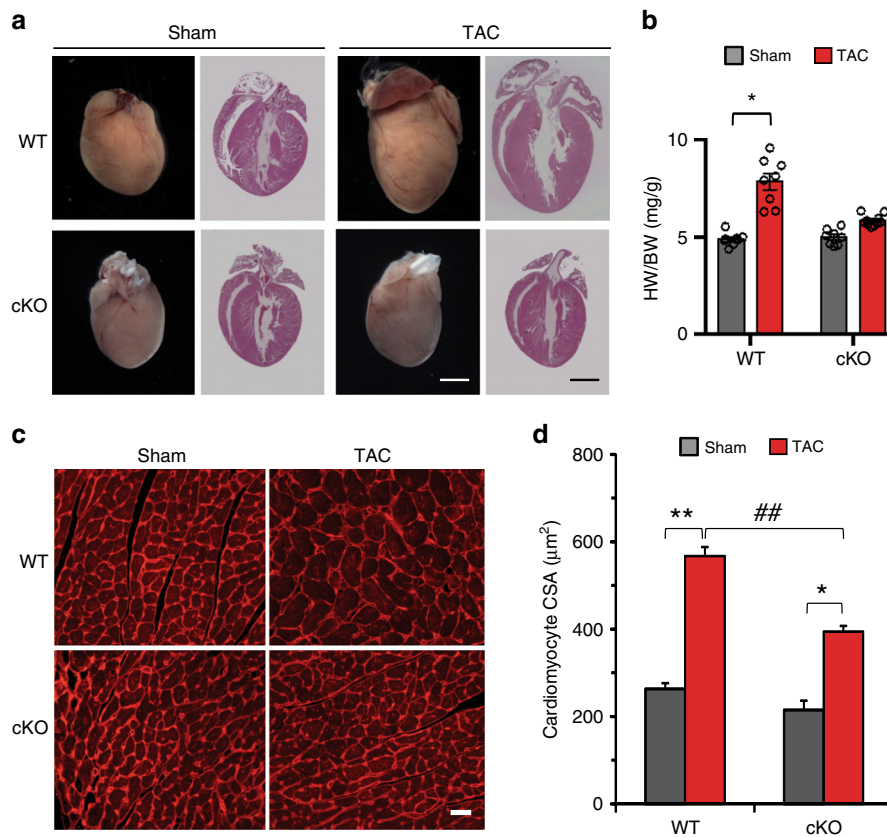 a
Sham
TAC
WT
cKO
b
Sham
TAC
*
10
5
0
HW/BW (mg/g)
WT
cKO
c
Sham
TAC
WT
cKO
d
Sham
TAC
800
600
400
200
0
Cardiomyocyte CSA (μm²)
**
##
*
WT
cKO